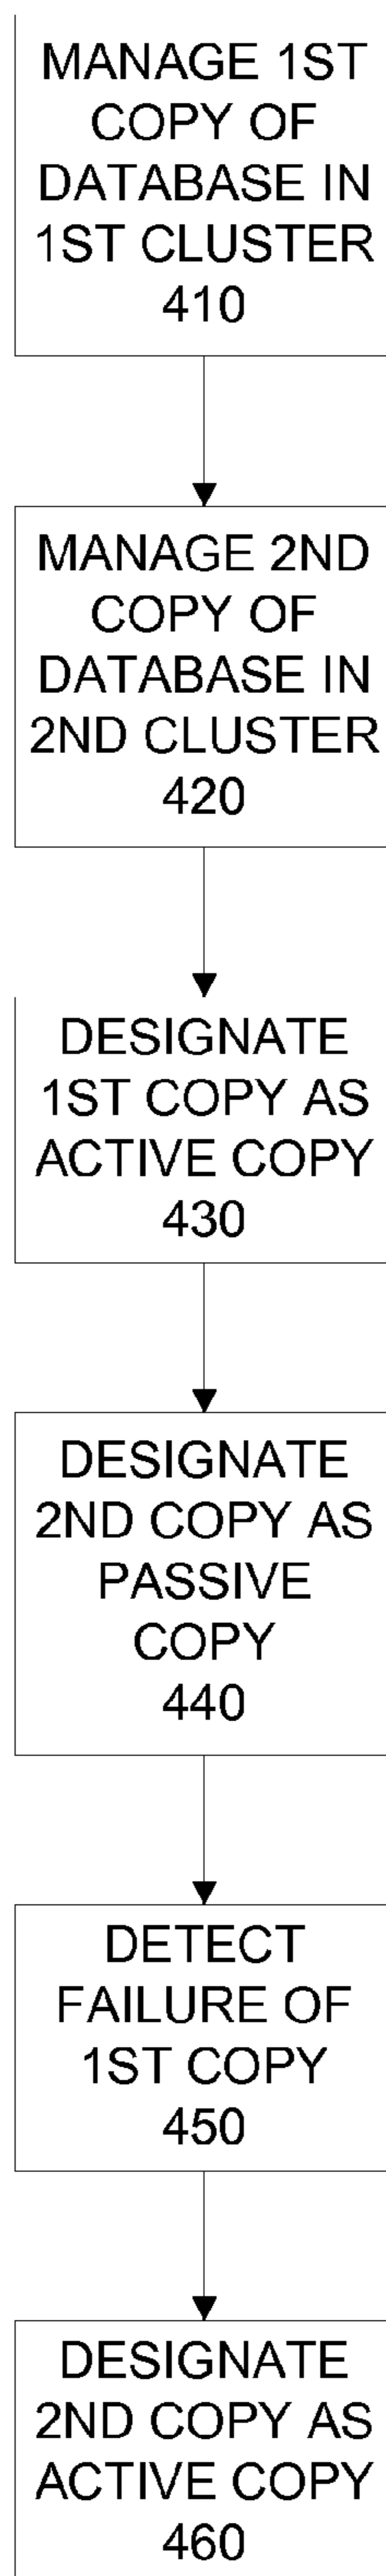 MANAGE 1ST
COPY OF
DATABASE IN
1ST CLUSTER
410
MANAGE 2ND
COPY OF
DATABASE IN
2ND CLUSTER
420
DESIGNATE
1ST COPY AS
ACTIVE COPY
430
DESIGNATE
2ND COPY AS
PASSIVE
COPY
440
DETECT
FAILURE OF
1ST COPY
450
DESIGNATE
2ND COPY AS
ACTIVE COPY
460